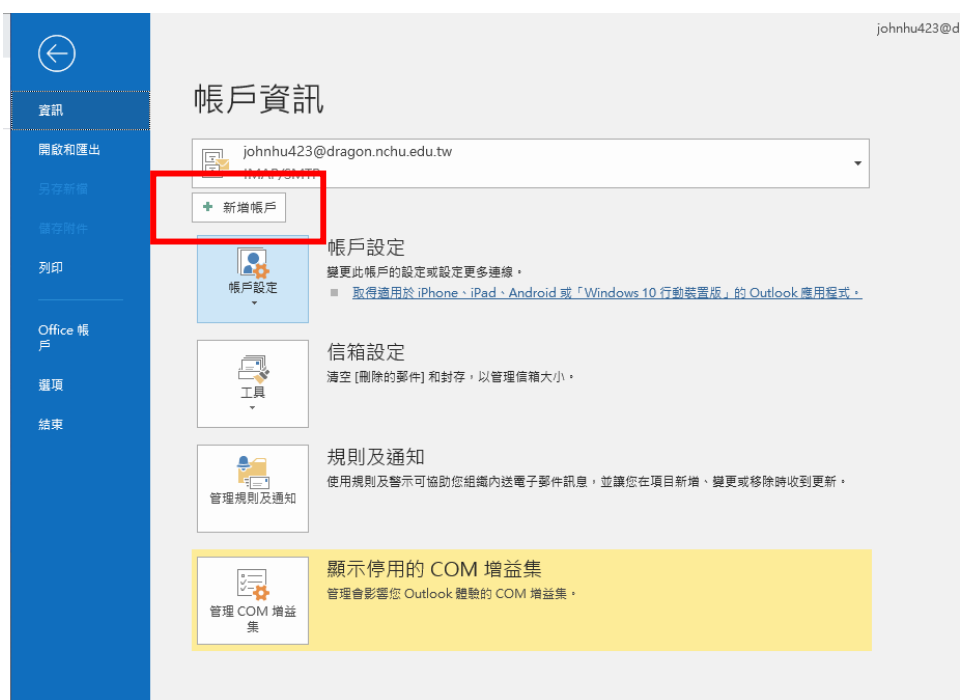 johnhu423@d
資訊
開啟和匯出
另存新檔
儲存附件
列印
Office 帳
戶
選項
結束
帳戶資訊
johnhu423@dragon.nchu.edu.tw
IMAP/SMTP
新增帳戶
帳戶設定
帳戶設定
變更此帳戶的設定或設定更多連線。
取得適用於 iPhone、iPad、Android 或「Windows 10 行動裝置版」的 Outlook 應用程式。
工具
信箱設定
清空 [刪除的郵件] 和封存，以管理信箱大小。
管理規則及通知
規則及通知
使用規則及警示可協助您組織內送電子郵件訊息，並讓您在項目新增、變更或移除時收到更新。
管理 COM 增益
集
顯示停用的 COM 增益集
管理會影響您 Outlook 體驗的 COM 增益集。